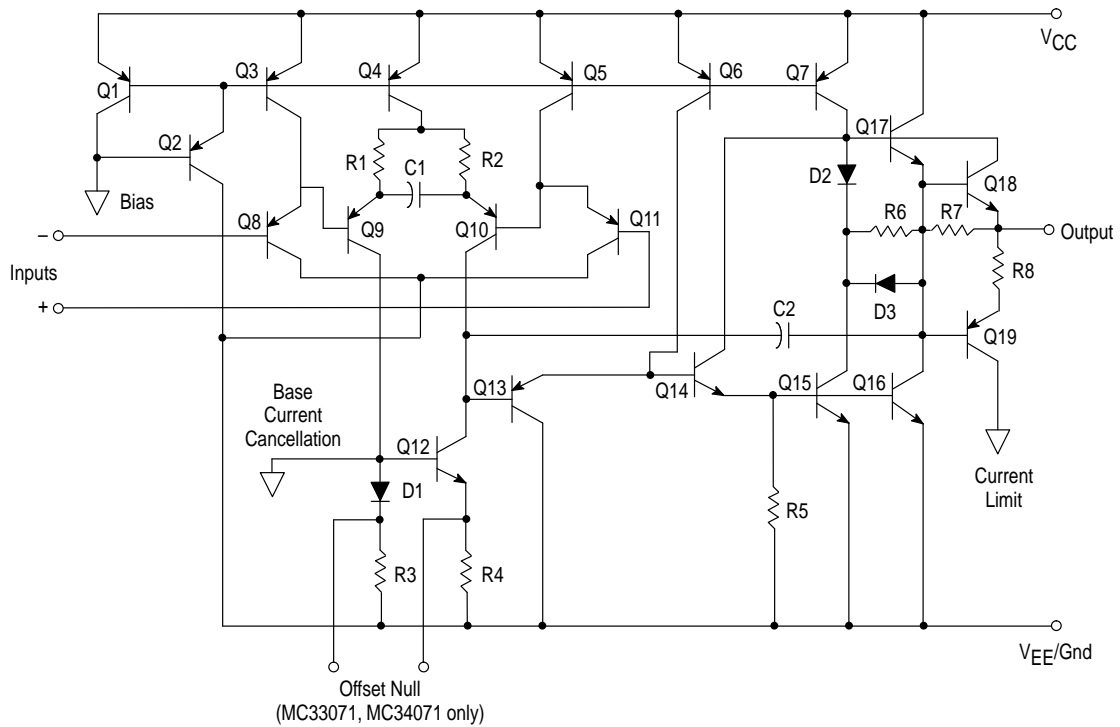 VCC
Q1
Q3
Q4
Q5
Q6
Q7
Q2
Q17
R1
C1
R2
D2
Q18
Bias
Q8
Q9
Q10
Q11
R6
R7
Output
–
Inputs
+
R8
D3
C2
Q19
Base
Current
Cancellation
Q13
Q14
Q15
Q16
Q12
D1
Current
Limit
R5
R3
R4
VEE/Gnd
Offset Null
(MC33071, MC34071 only)